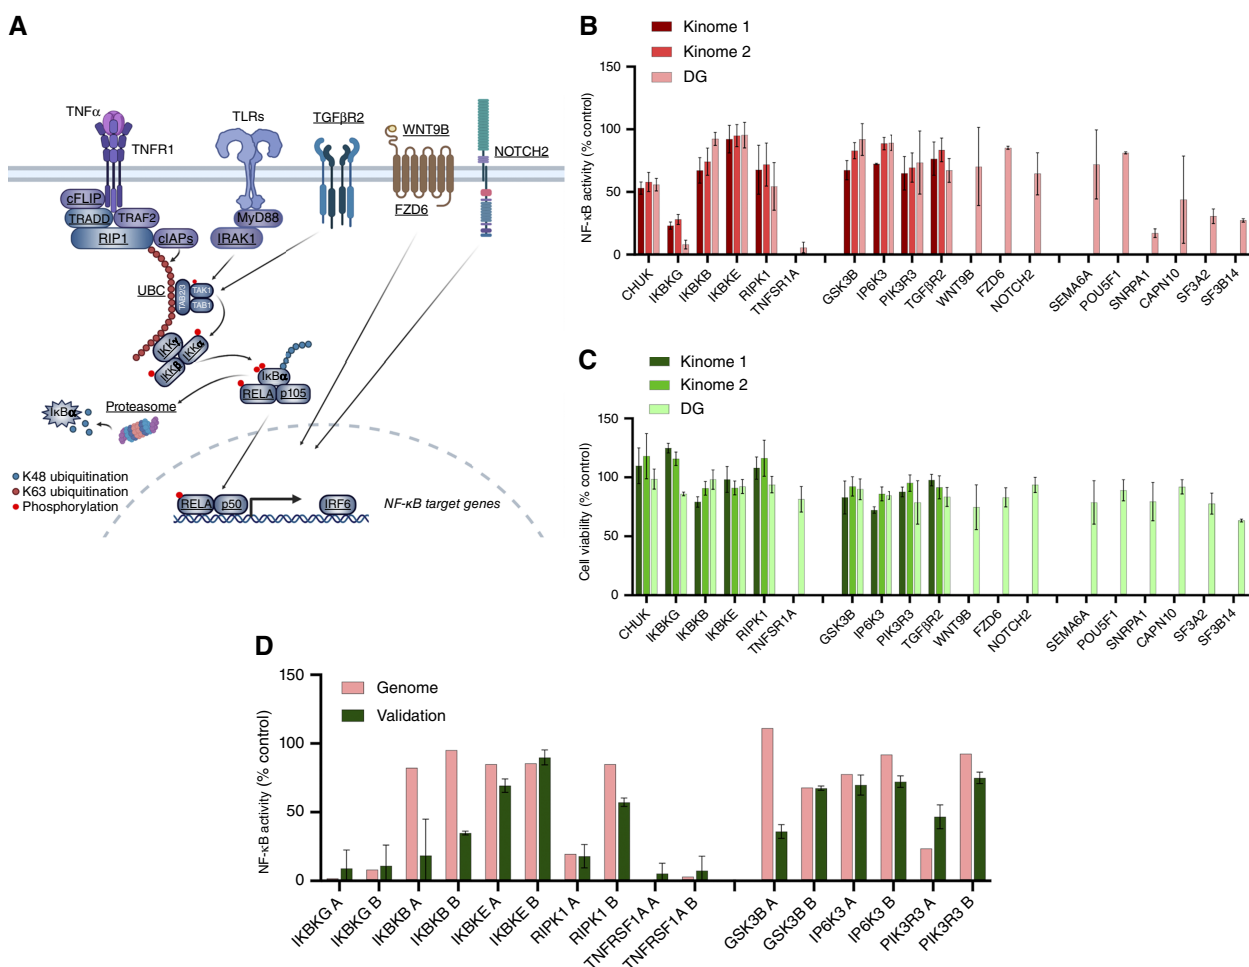 A
TNFα
TNFR1
TLRs
TGFβR2
WNT9B
NOTCH2
FZD6
cFLIP
TRADD
TRAF2
RIP1
cIAPs
MyD88
IRAK1
UBC
TAB2/3
TAK1
TAB1
IKKγ
IKKα
IKKβ
IκBα
RELA
p105
Proteasome
IκBα
K48 ubiquitination
K63 ubiquitination
Phosphorylation
RELA
p50
IRF6
NF-κB target genes
B
Kinome 1
Kinome 2
DG
NF-κB activity (% control)
150
100
50
0
CHUK
IKBKG
IKBKB
IKBKE
RIPK1
TNFSR1A
GSK3B
IP6K3
PIK3R3
TGFβR2
WNT9B
FZD6
NOTCH2
SEMA6A
POU5F1
SNRPA1
CAPN10
SF3A2
SF3B14
C
Kinome 1
Kinome 2
DG
Cell viability (% control)
150
100
50
0
CHUK
IKBKG
IKBKB
IKBKE
RIPK1
TNFSR1A
GSK3B
IP6K3
PIK3R3
TGFβR2
WNT9B
FZD6
NOTCH2
SEMA6A
POU5F1
SNRPA1
CAPN10
SF3A2
SF3B14
D
Genome
Validation
NF-κB activity (% control)
150
100
50
0
IKBKG A
IKBKG B
IKBKB A
IKBKB B
IKBKE A
IKBKE B
RIPK1 A
RIPK1 B
TNFRSF1A A
TNFRSF1A B
GSK3B A
GSK3B B
IP6K3 A
IP6K3 B
PIK3R3 A
PIK3R3 B